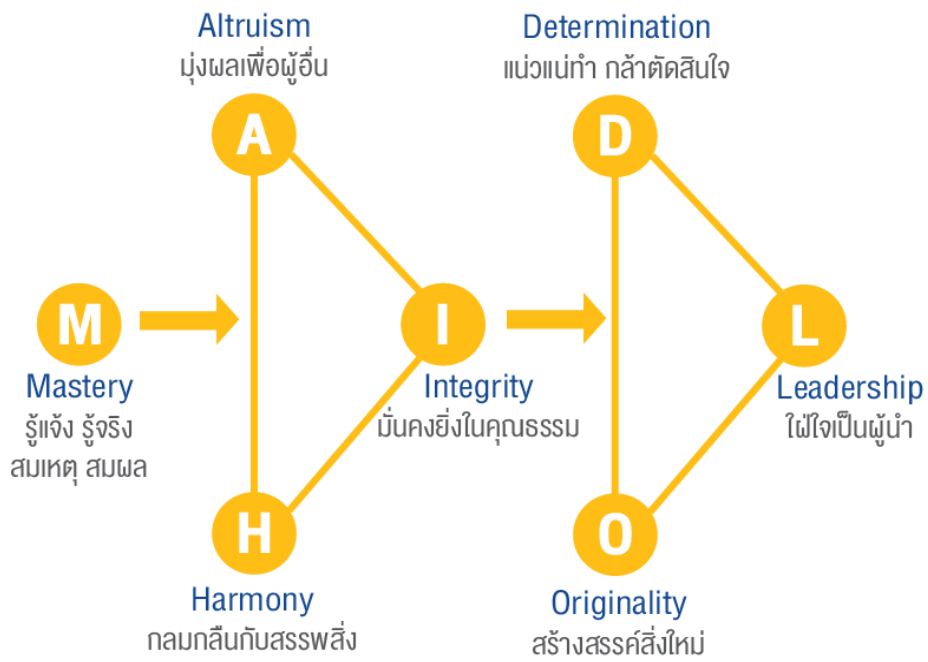 Altruism
มุ่งผลเพื่อผู้อื่น
A
Determination
แน่วแน่ทำ กล้าตัดสินใจ
D
M
Mastery
รู้แจ้ง รู้จริง
สมเหตุ สมผล
I
Integrity
มั่นคงยิ่งในคุณธรรม
L
Leadership
ใฝ่ใจเป็นผู้นำ
H
Harmony
กลมกลืนกับสรรพสิ่ง
O
Originality
สร้างสรรค์สิ่งใหม่